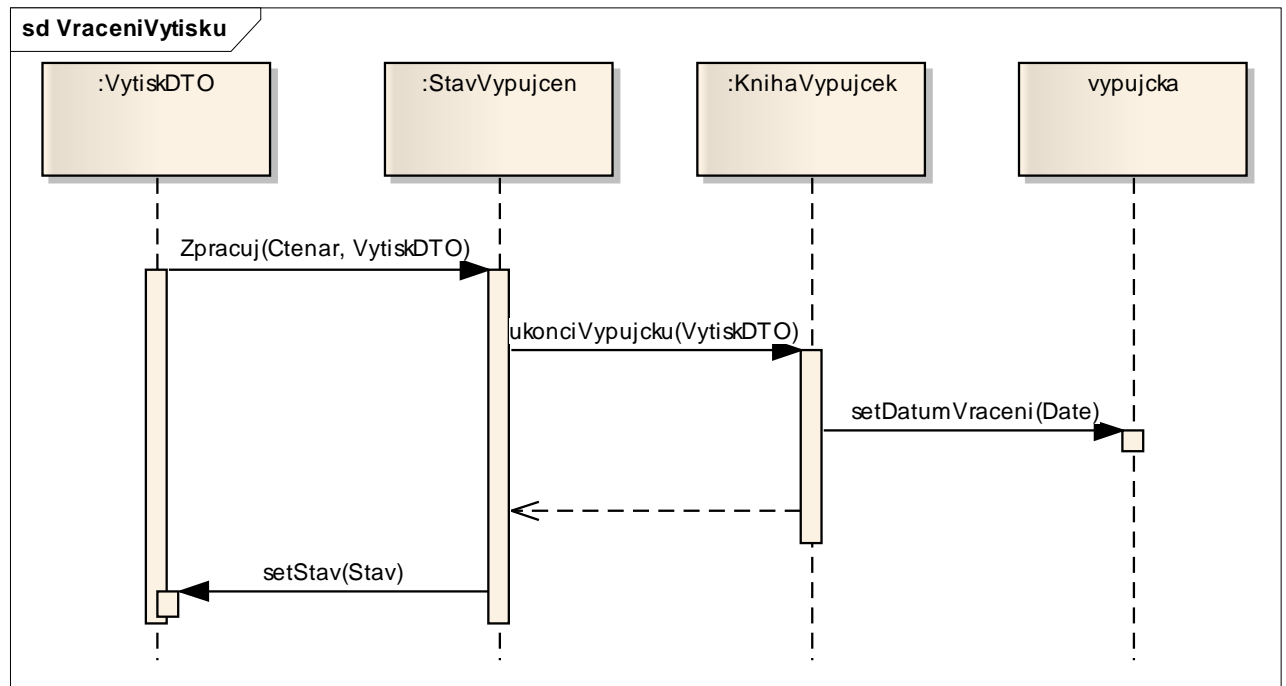 sd VraceniVytisku
:VytiskDTO
:StavVypujcen
:KnihaVypujcek
vypujcka
Zpracuj(Ctenar, VytiskDTO)
ukonciVypujcku(VytiskDTO)
setDatumVraceni(Date)
setStav(Stav)